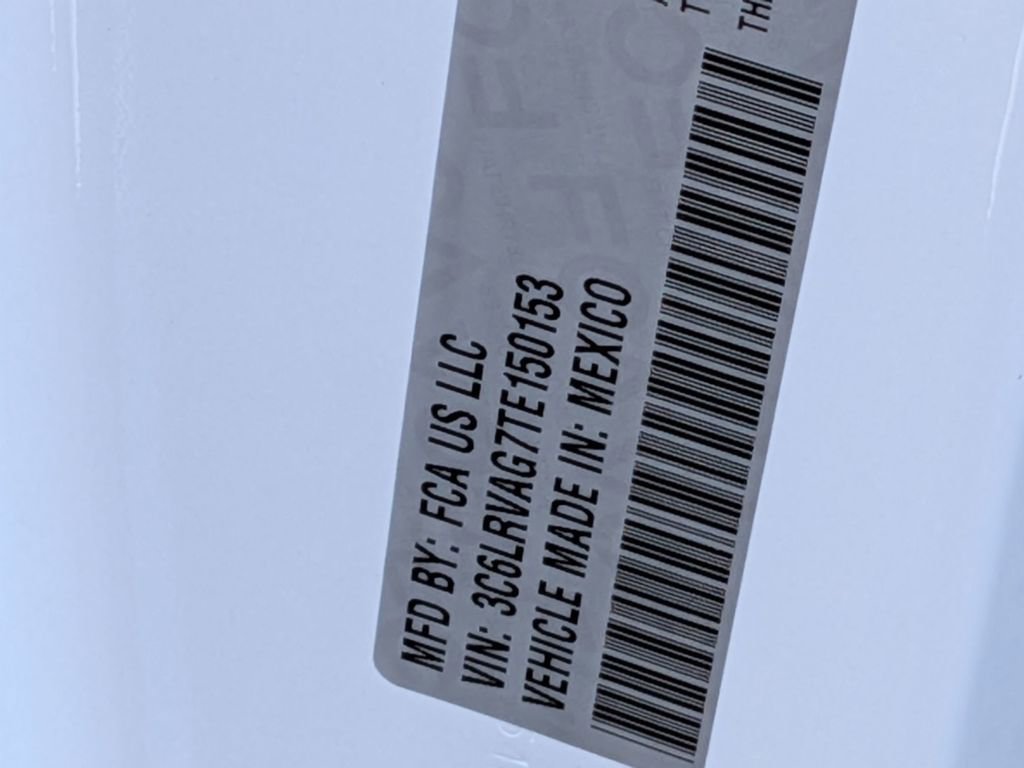 MFD BY: FCA US LLC
VIN: 3C6LRVAG7TE150153
VEHICLE MADE IN: MEXICO